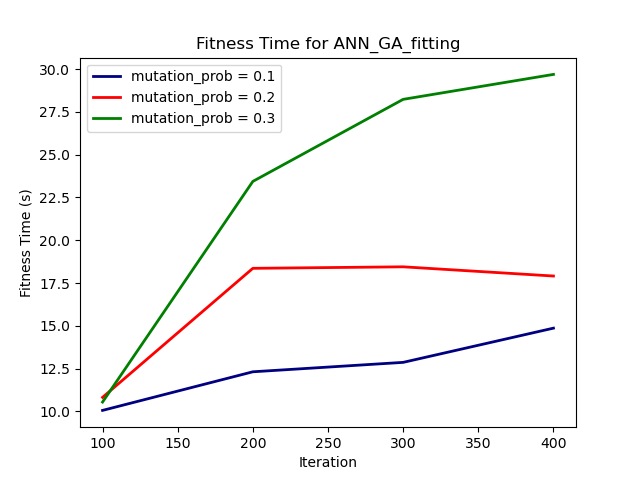 Fitness Time for ANN_GA_fitting
mutation_prob = 0.1
mutation_prob = 0.2
mutation_prob = 0.3
30.0
27.5
25.0
22.5
20.0
17.5
15.0
12.5
10.0
Fitness Time (s)
100 150 200 250 300 350 400
Iteration